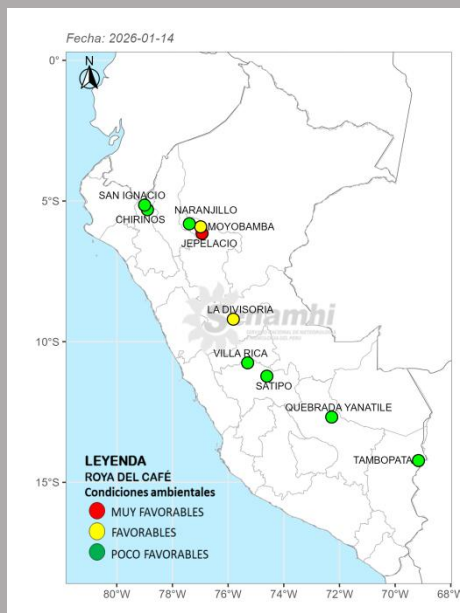 Fecha: 2026-01-14
N
0°
5°S
SAN IGNACIO
CHIRINOS
NARANJILLO
MOYOBAMBA
JEPELACIO
LA DIVISORIA
Senamhi
10°S
VILLA RICA
SATIPO
QUEBRADA YANATILE
TAMBOPATA
15°S
LEYENDA
ROYA DEL CAFÉ
Condiciones ambientales
MUY FAVORABLES
FAVORABLES
POCO FAVORABLES
80°W 78°W 76°W 74°W 72°W 70°W 68°W